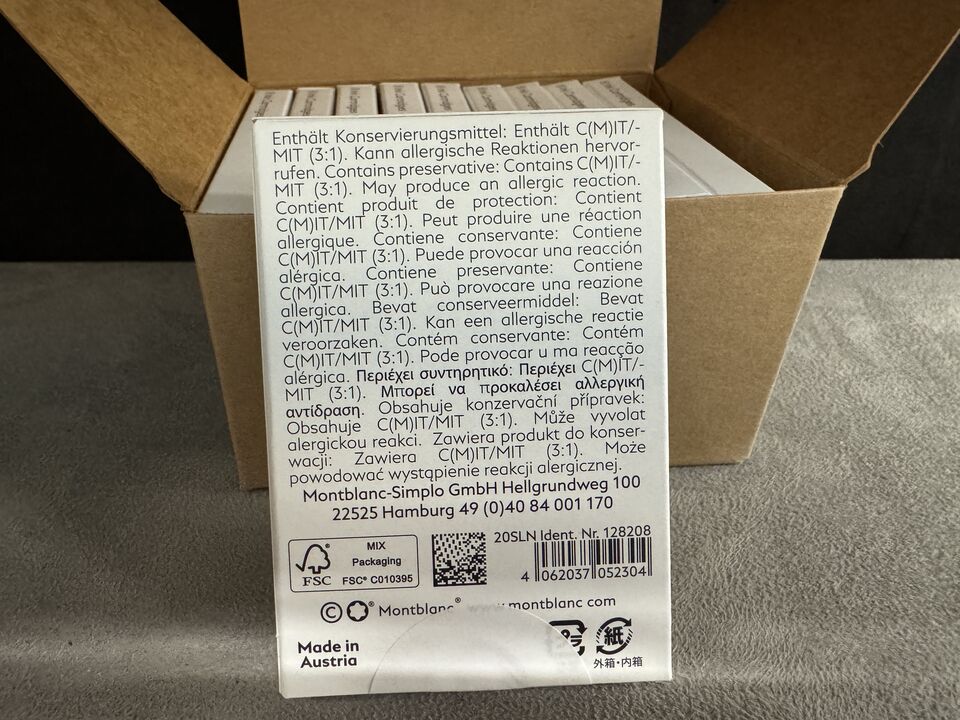 Enthält Konservierungsmittel: Enthält C(M)IT/-
MIT (3:1). Kann allergische Reaktionen hervor-
rufen. Contains preservative: Contains C(M)IT/-
MIT (3:1). May produce an allergic reaction.
Contient produit de protection: Contient
C(M)IT/MIT (3:1). Peut produire une réaction
allergique. Contiene conservante: Contiene
C(M)IT/MIT (3:1). Puede provocar una reacción
alérgica. Contiene preservante: Contiene
C(M)IT/MIT (3:1). Può provocare una reazione
allergica. Bevat conserveermiddel: Bevat
C(M)IT/MIT (3:1). Kan een allergische reactie
veroorzaken. Contém conservante: Contém
C(M)IT/MIT (3:1). Pode provocar u ma reacção
alérgica. Περιέχει συντηρητικό: Περιέχει C(M)IT/-
MIT (3:1). Μπορεί να προκαλέσει αλλεργική
αντίδραση. Obsahuje konzervační přípravek:
Obsahuje C(M)IT/MIT (3:1). Může vyvolat
alergickou reakci. Zawiera produkt do konser-
wacji: Zawiera C(M)IT/MIT (3:1). Może
powodować wystąpienie reakcji alergicznej.
Montblanc-Simplo GmbH Hellgrundweg 100
22525 Hamburg 49 (0)40 84 001 170
FSC
MIX
Packaging
FSC® C010395
20SLN Ident. Nr. 128208
4 062037 052304
© ® Montblanc® www.montblanc com
Made in
Austria
紙
外箱・内箱